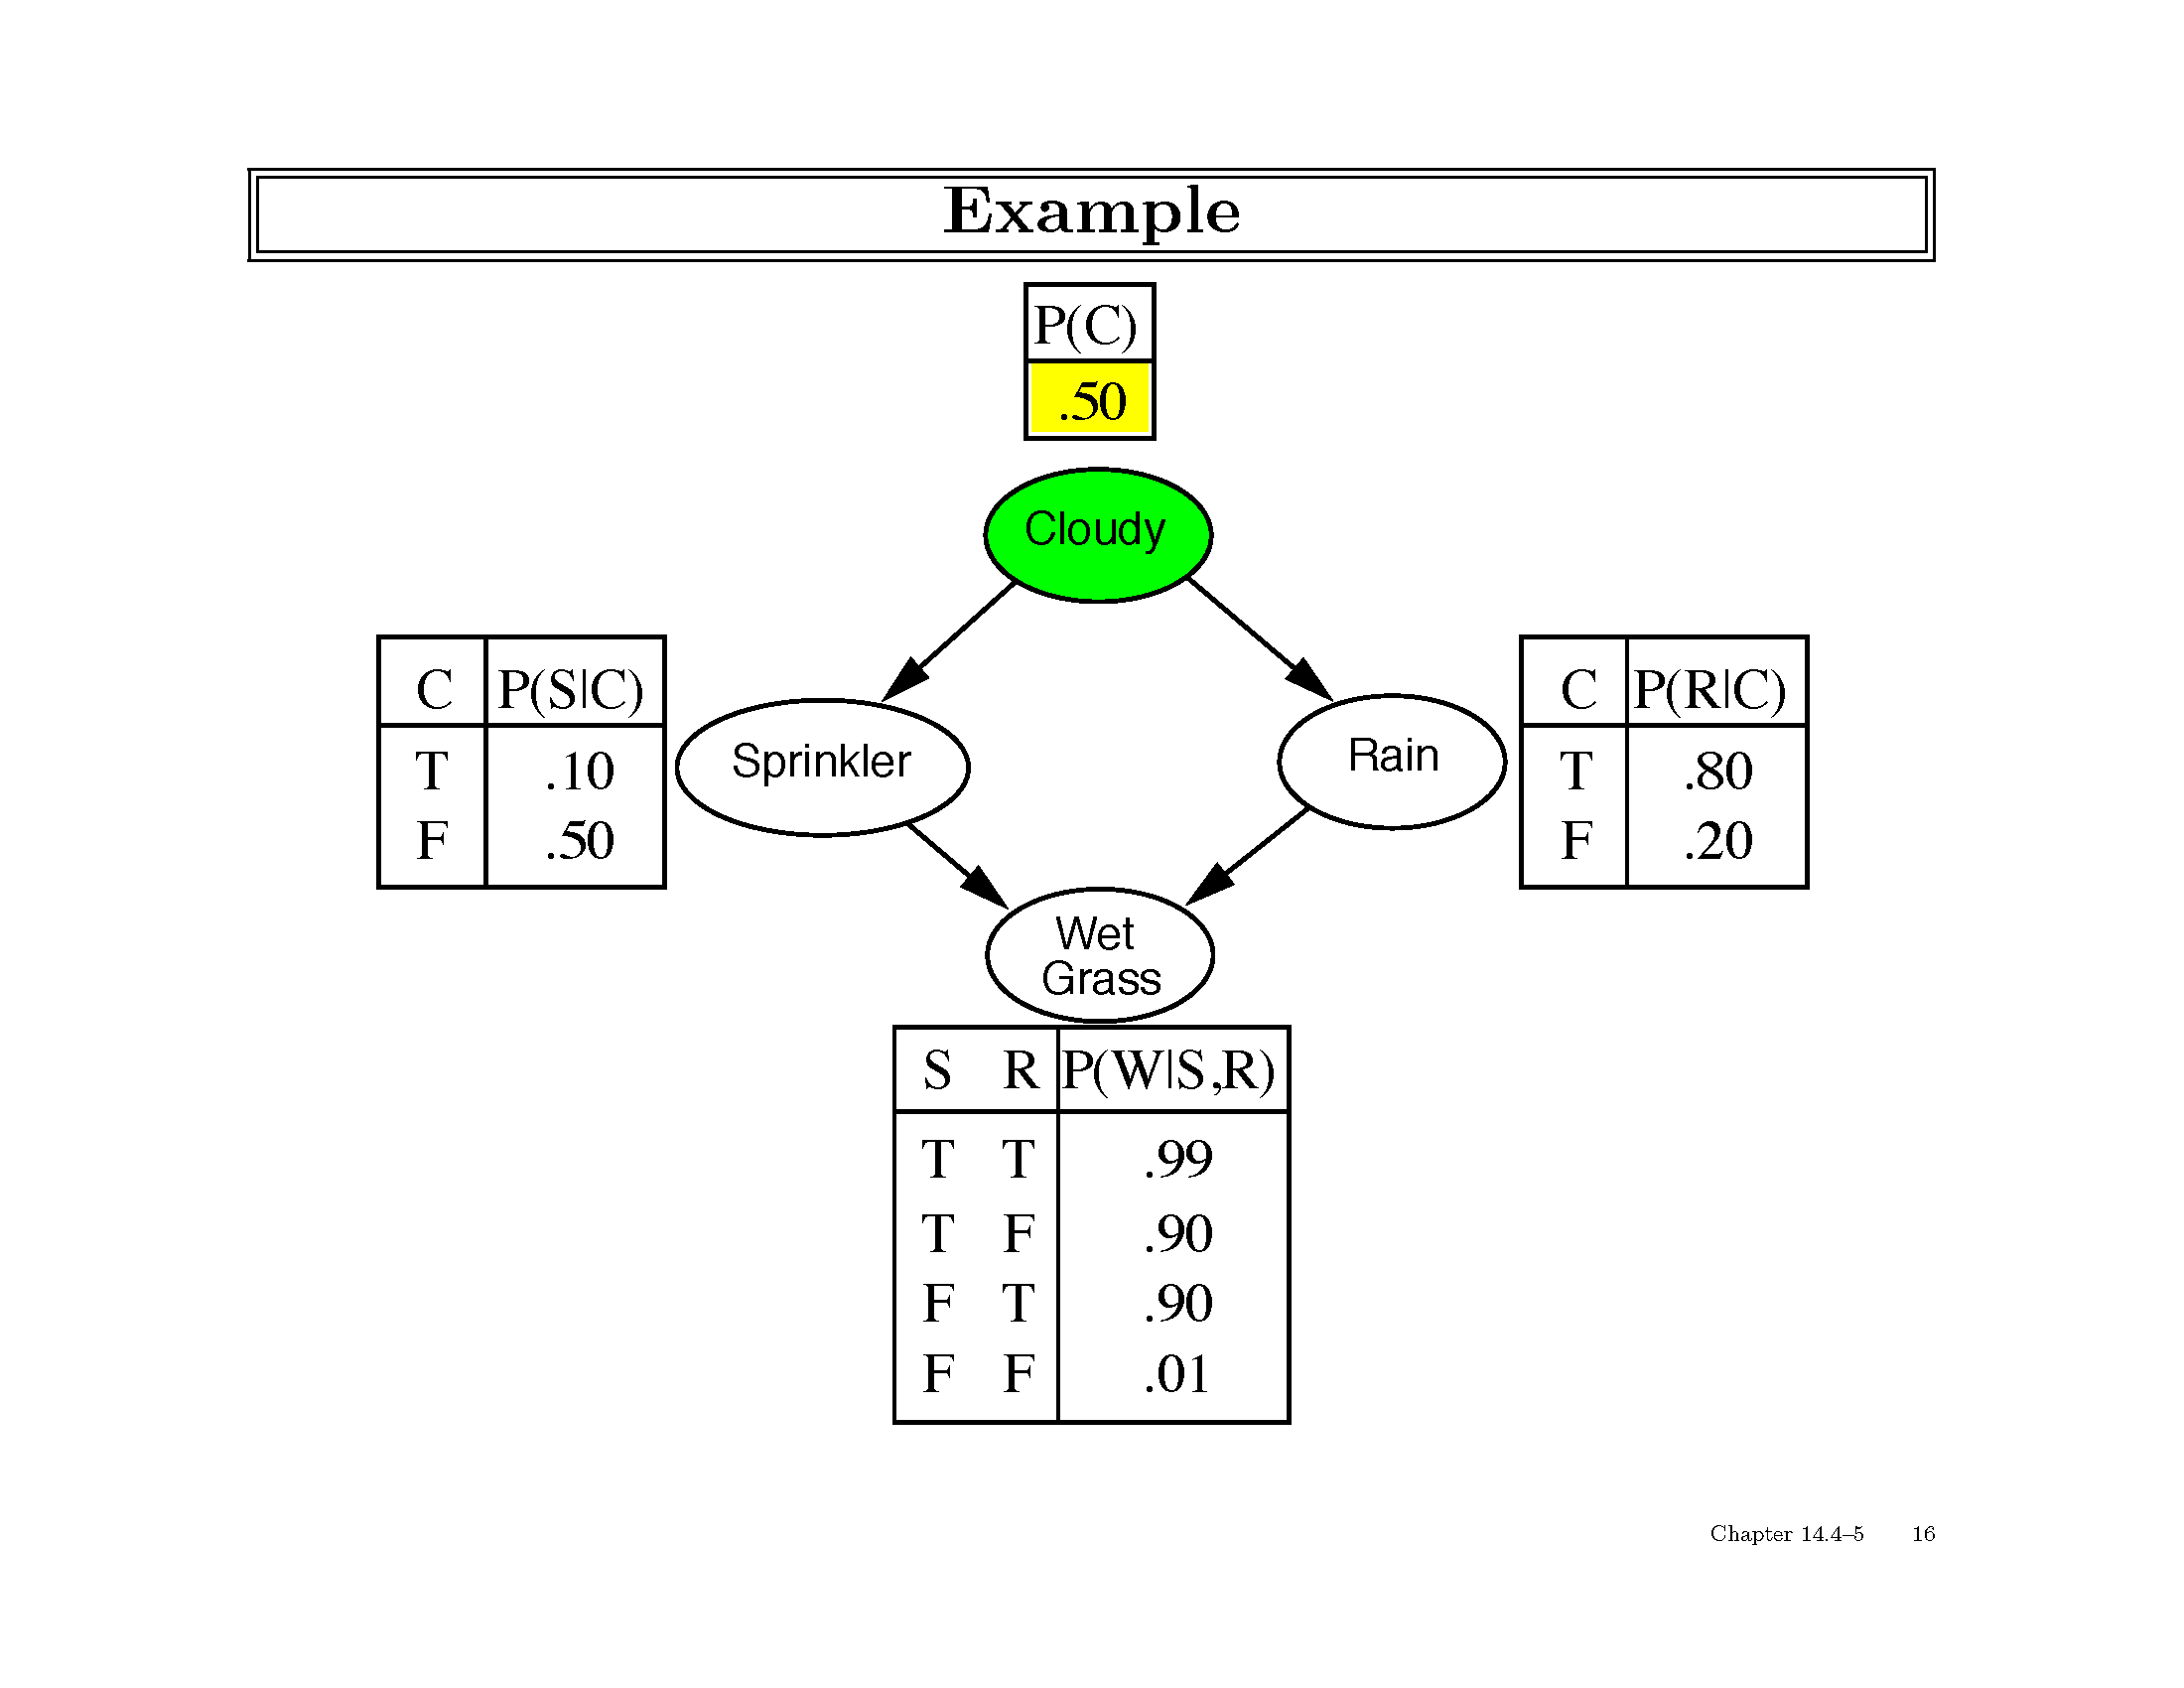 Example
P(C)
.50
Cloudy
C P(S|C)
T .10
F .50
Sprinkler
Rain
C P(R|C)
T .80
F .20
Wet
Grass
S R P(W|S,R)
T T .99
T F .90
F T .90
F F .01
Chapter 14.4–5 16